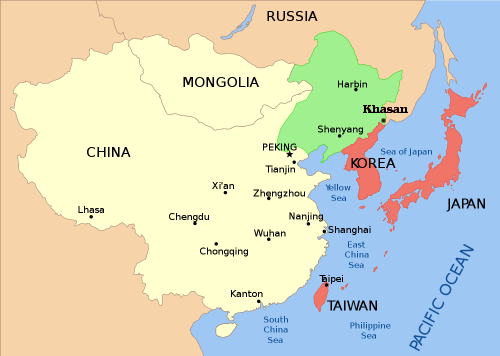 RUSSIA
MONGOLIA
Harbin
Khasan
Shenyang
PEKING
Tianjin
Sea of Japan
CHINA
KOREA
Xi'an
Yellow
Sea
Zhengzhou
JAPAN
Lhasa
Chengdu
Nanjing
Wuhan
Shanghai
Chongqing
East
China
Sea
PACIFIC OCEAN
Taipei
Kanton
TAIWAN
South
China
Sea
Philippine
Sea